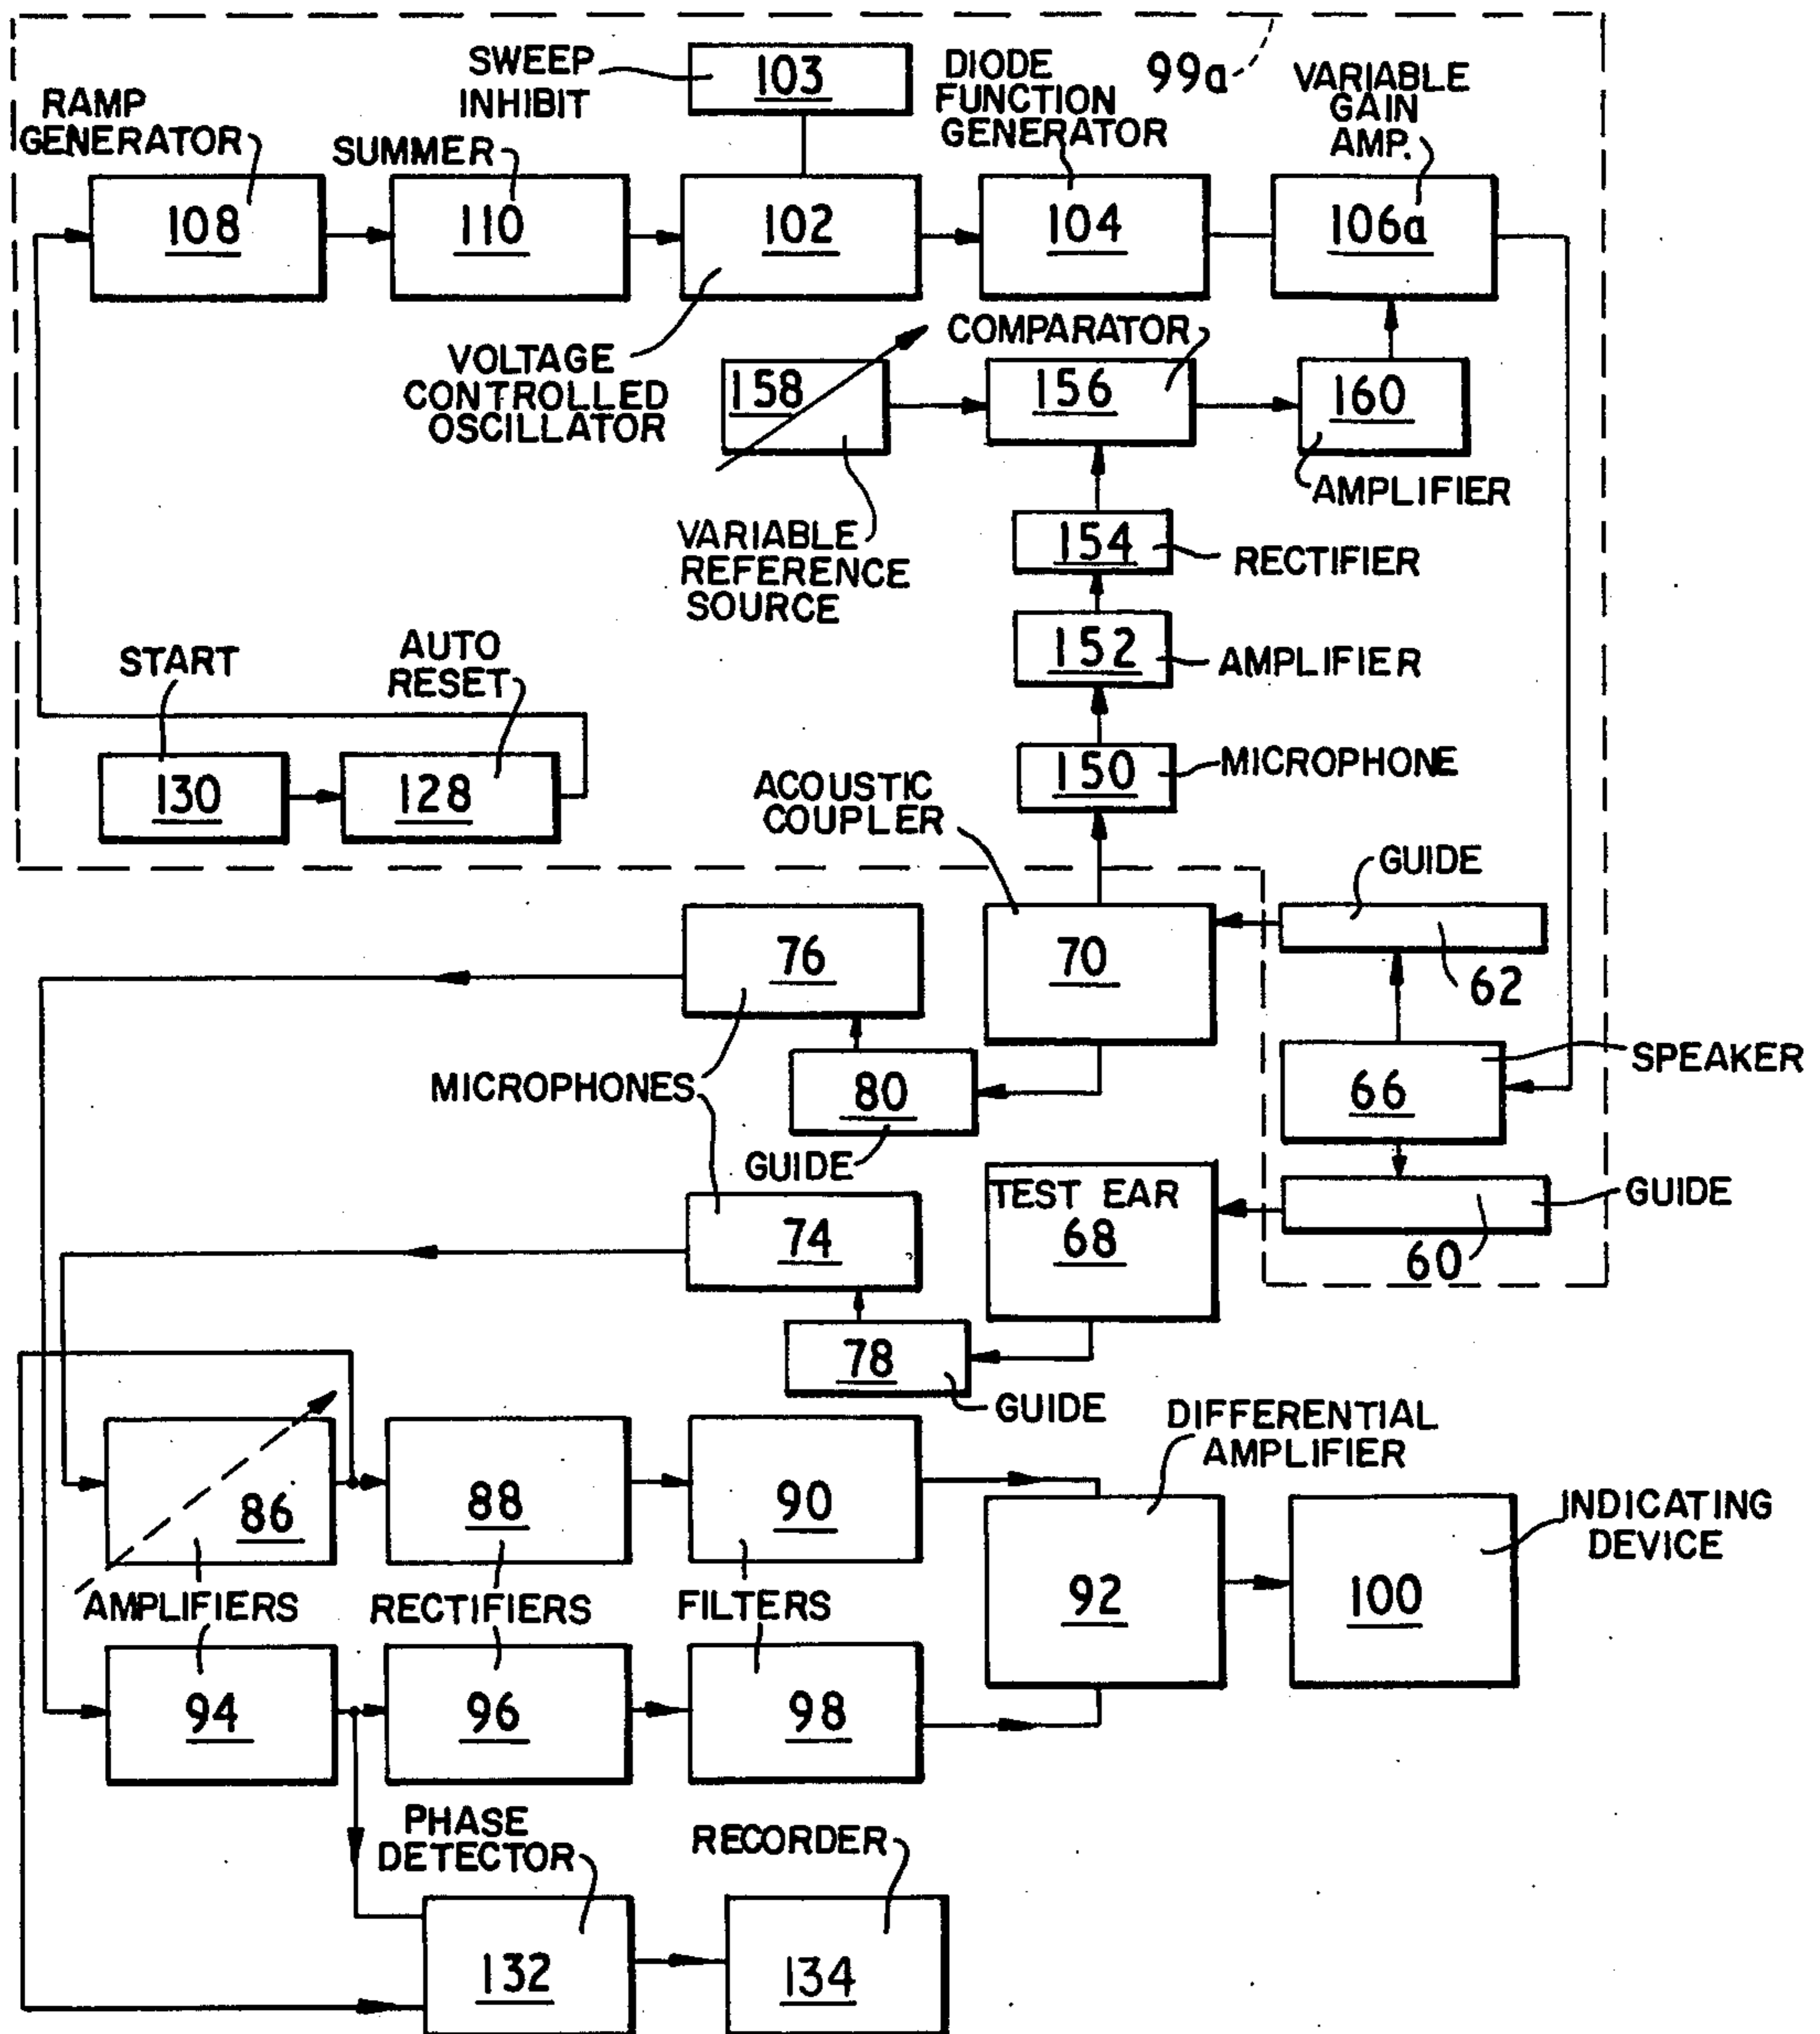 99a
SWEEP
INHIBIT
103
DIODE
FUNCTION
GENERATOR
VARIABLE
GAIN
AMP.
RAMP
GENERATOR
SUMMER
108
110
102
104
106a
VOLTAGE
CONTROLLED
OSCILLATOR
COMPARATOR
158
156
160
AMPLIFIER
VARIABLE
REFERENCE
SOURCE
154
RECTIFIER
152
AMPLIFIER
START
AUTO
RESET
130
128
150
MICROPHONE
ACOUSTIC
COUPLER
GUIDE
76
70
62
MICROPHONES
80
GUIDE
66
SPEAKER
74
TEST EAR
68
GUIDE
60
78
GUIDE
DIFFERENTIAL
AMPLIFIER
86
88
90
INDICATING
DEVICE
AMPLIFIERS
RECTIFIERS
FILTERS
92
100
94
96
98
PHASE
DETECTOR
RECORDER
132
134